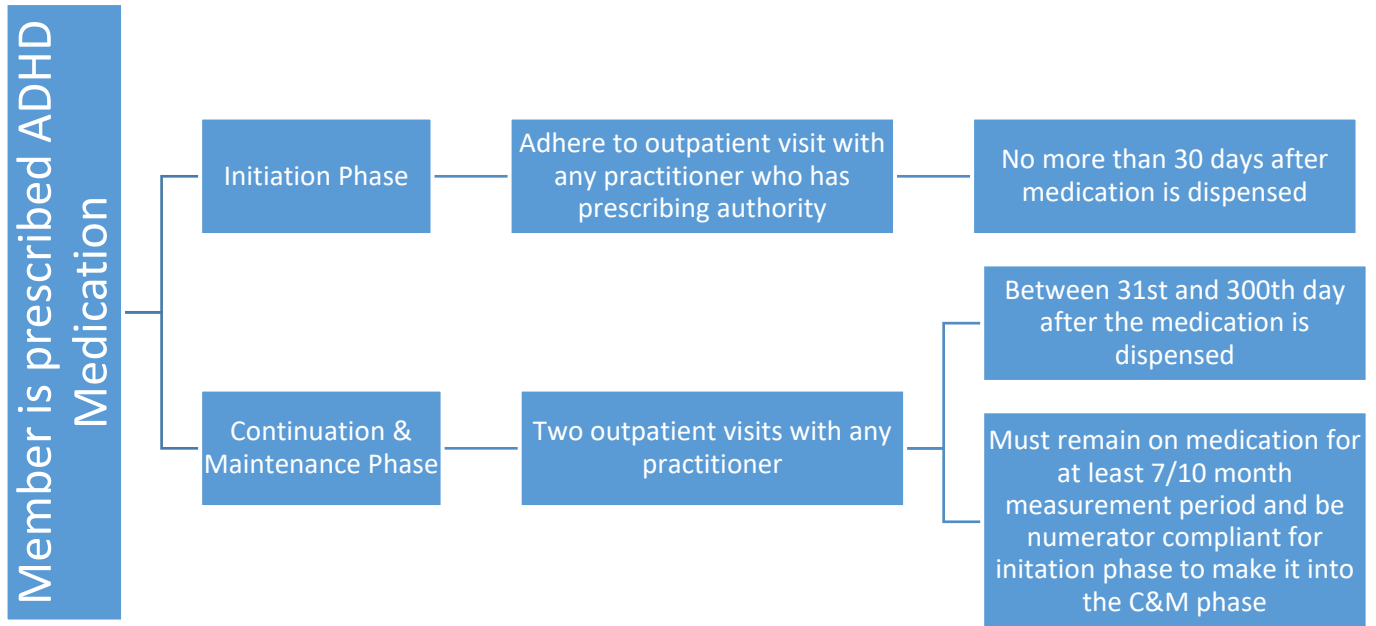 Member is prescribed ADHD
Medication
Initiation Phase
Adhere to outpatient visit with
any practitioner who has
prescribing authority
No more than 30 days after
medication is dispensed
Continuation &
Maintenance Phase
Two outpatient visits with any
practitioner
Between 31st and 300th day
after the medication is
dispensed
Must remain on medication for
at least 7/10 month
measurement period and be
numerator compliant for
initation phase to make it into
the C&M phase